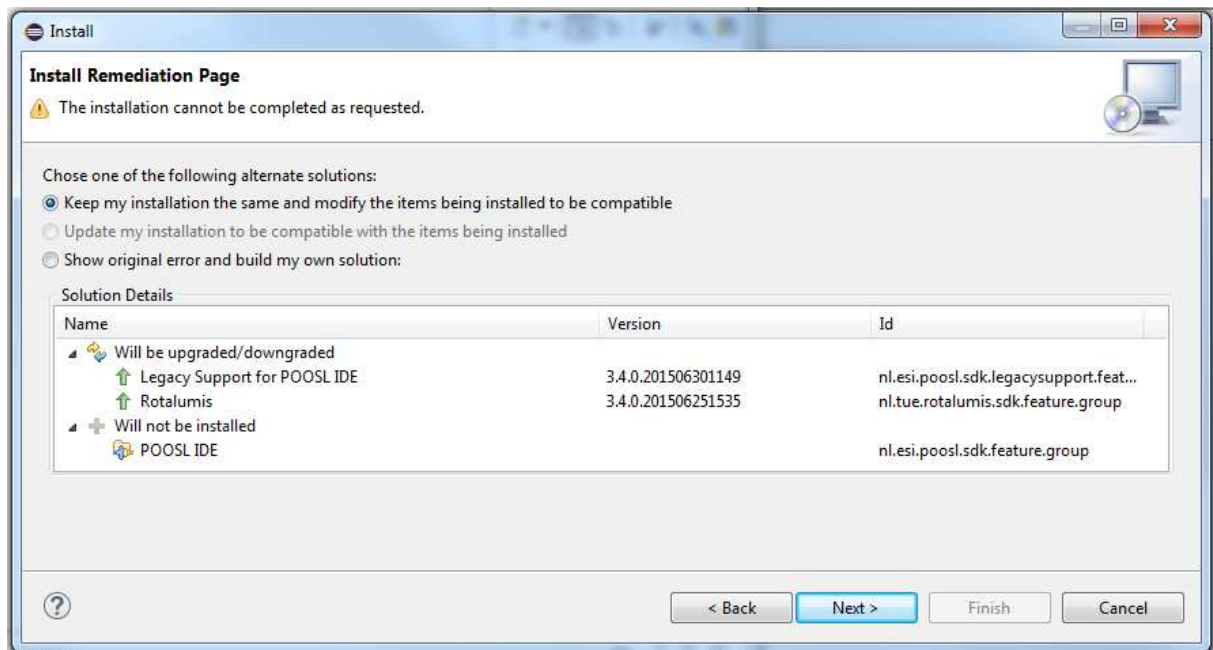 Install
Install Remediation Page
The installation cannot be completed as requested.
Chose one of the following alternate solutions:
Keep my installation the same and modify the items being installed to be compatible
Update my installation to be compatible with the items being installed
Show original error and build my own solution:
Solution Details
Name Version Id
Will be upgraded/downgraded
Legacy Support for POOSL IDE 3.4.0.201506301149 nl.esi.poosl.sdk.legacysupport.feat...
Rotalumis 3.4.0.201506251535 nl.tue.rotalumis.sdk.feature.group
Will not be installed
POOSL IDE nl.esi.poosl.sdk.feature.group
? < Back Next > Finish Cancel